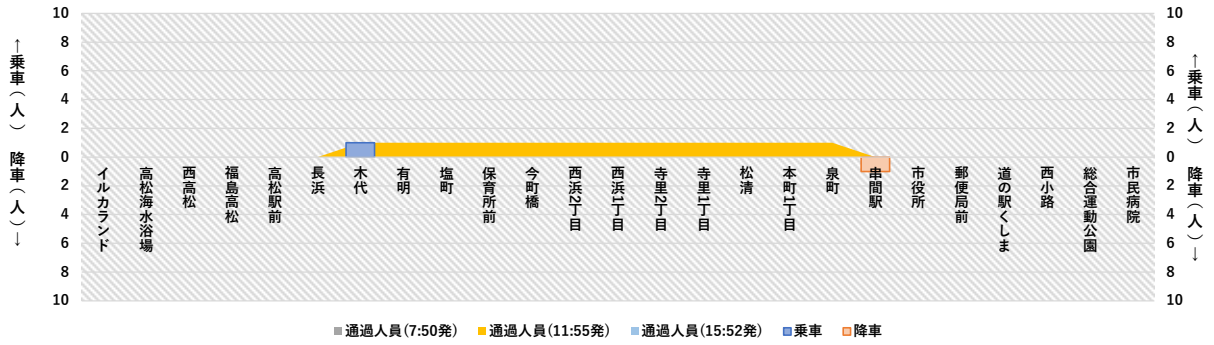 10
8
6
4
2
0
2
4
6
8
10
↑乗車(人) 降車(人)↓
イルカランド
高松海水浴場
西高松
福島高松
高松駅前
長浜
木代
有明
塩町
保育所前
今町橋
西浜2丁目
西浜1丁目
寺里2丁目
寺里1丁目
松清
本町1丁目
泉町
串間駅
市役所
郵便局前
道の駅くしま
西小路
総合運動公園
市民病院
10
8
6
4
2
0
2
4
6
8
10
↑乗車(人) 降車(人)↓
通過人員(7:50発) 通過人員(11:55発) 通過人員(15:52発) 乗車 降車